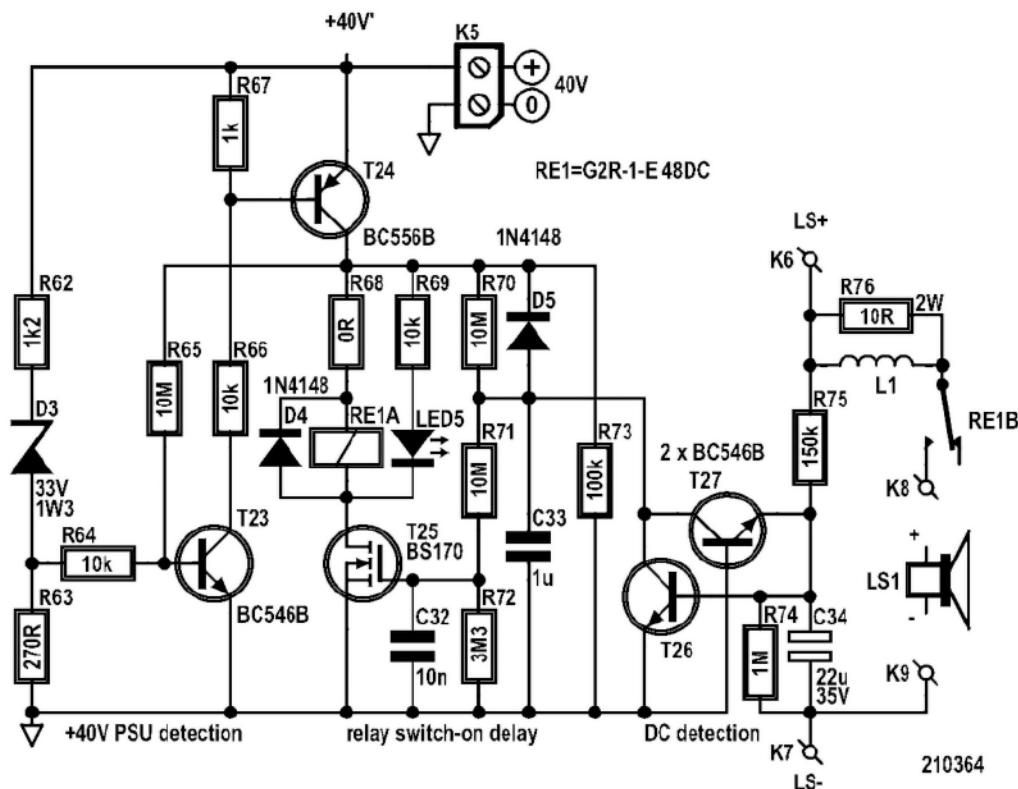 +40V'
K5
+
40V
0
R67
1k
T24
BC556B
RE1=G2R-1-E 48DC
1N4148
LS+
K6
R76
10R
2W
L1
R62
1k2
R65
10M
R66
10k
R68
0R
R69
10k
R70
10M
D5
D3
33V
1W3
1N4148
D4
RE1A
LED5
R71
10M
R73
100k
2 x BC546B
T27
R75
150k
RE1B
K8
R64
10k
T23
BC546B
T25
BS170
C33
1u
+
LS1
-
R63
270R
C32
10n
R72
3M3
T26
R74
1M
C34
22u
35V
K9
+40V PSU detection
relay switch-on delay
DC detection
K7
LS-
210364